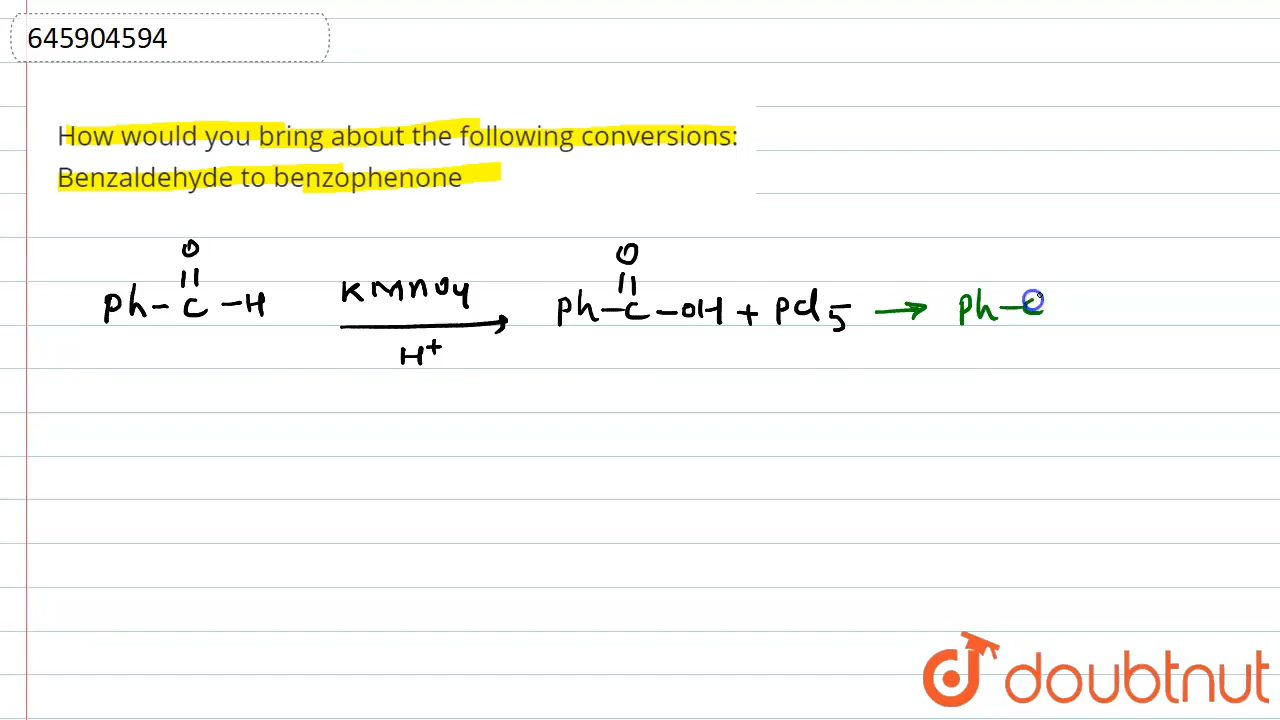 645904594
How would you bring about the following conversions:
Benzaldehyde to benzophenone
O O
|| ||
Ph-C-H KMnO4 Ph-C-OH + PCl5 → Ph-C
H+
doubtnut